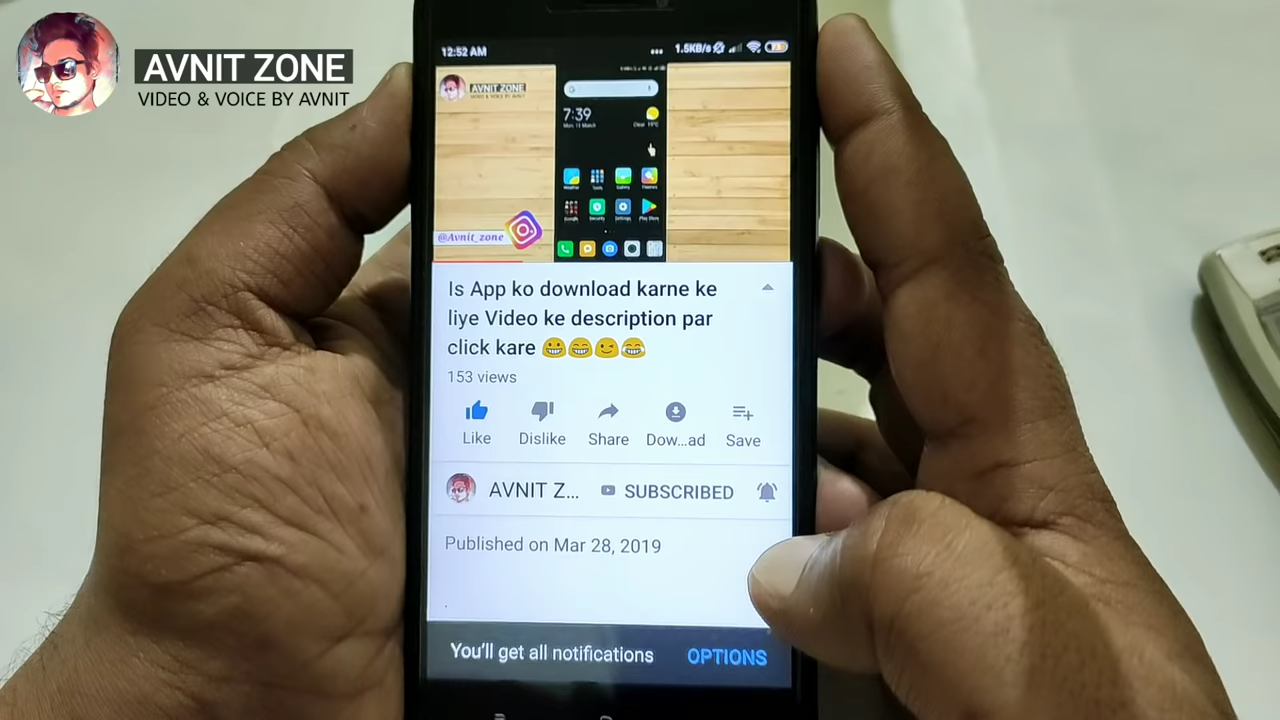 AVNIT ZONE
VIDEO & VOICE BY AVNIT
12:52 AM
1.5KB/s
AVNIT ZONE
7:39
@Avnit_zone
Is App ko download karne ke
liye Video ke description par
click kare 😀😁😉😂
153 views
Like
Dislike
Share
Dow...ad
Save
AVNIT Z...
SUBSCRIBED
Published on Mar 28, 2019
You'll get all notifications
OPTIONS